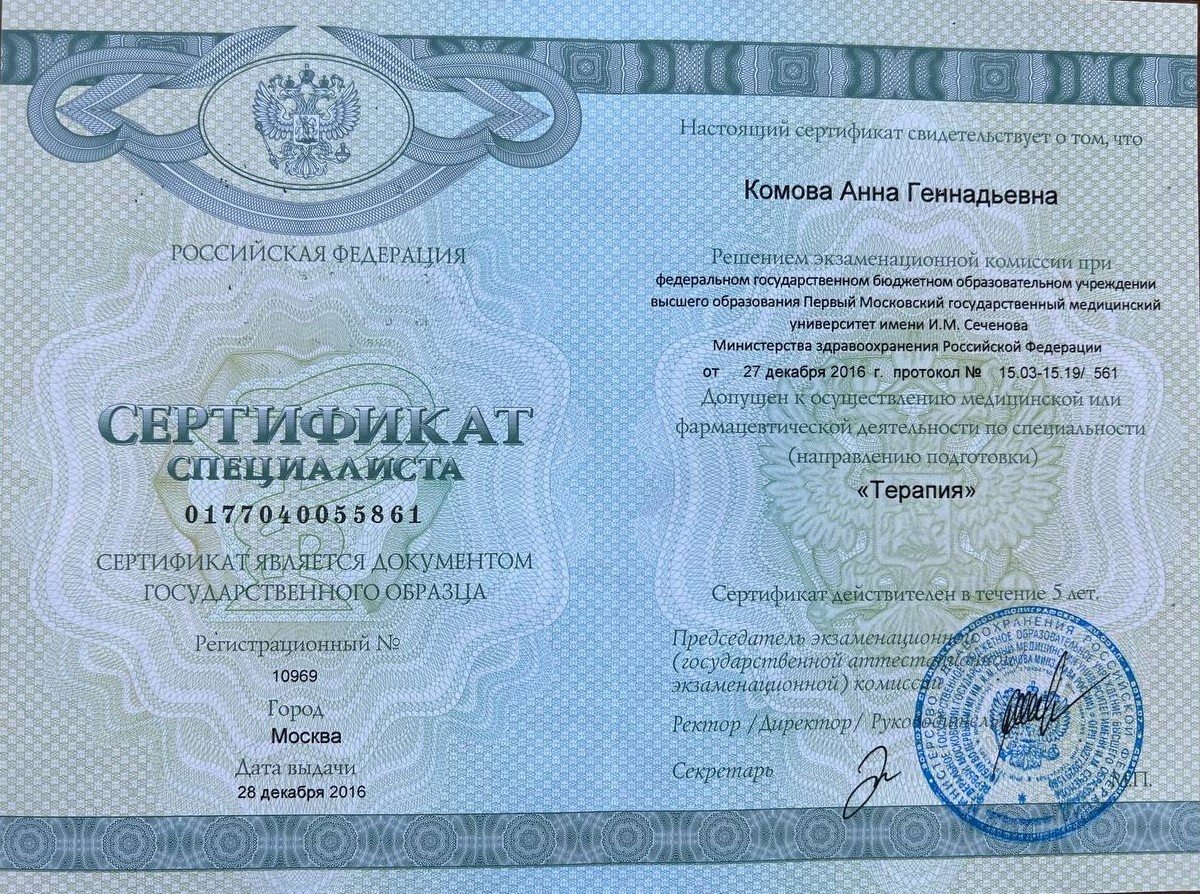 РОССИЙСКАЯ ФЕДЕРАЦИЯ
СЕРТИФИКАТ
СПЕЦИАЛИСТА
0177040055861
СЕРТИФИКАТ ЯВЛЯЕТСЯ ДОКУМЕНТОМ
ГОСУДАРСТВЕННОГО ОБРАЗЦА
Регистрационный №
10969
Город
Москва
Дата выдачи
28 декабря 2016
Настоящий сертификат свидетельствует о том, что
Комова Анна Геннадьевна
Решением экзаменационной комиссии при
федеральном государственном бюджетном образовательном учреждении
высшего образования Первый Московский государственный медицинский
университет имени И.М. Сеченова
Министерства здравоохранения Российской Федерации
от 27 декабря 2016 г. протокол № 15.03-15.19/ 561
Допущен к осуществлению медицинской или
фармацевтической деятельности по специальности
(направлению подготовки)
«Терапия»
Сертификат действителен в течение 5 лет.
Председатель экзаменационной
(государственной аттестационной
экзаменационной) комиссии
Ректор /Директор/ Руководитель
Секретарь
М.П.